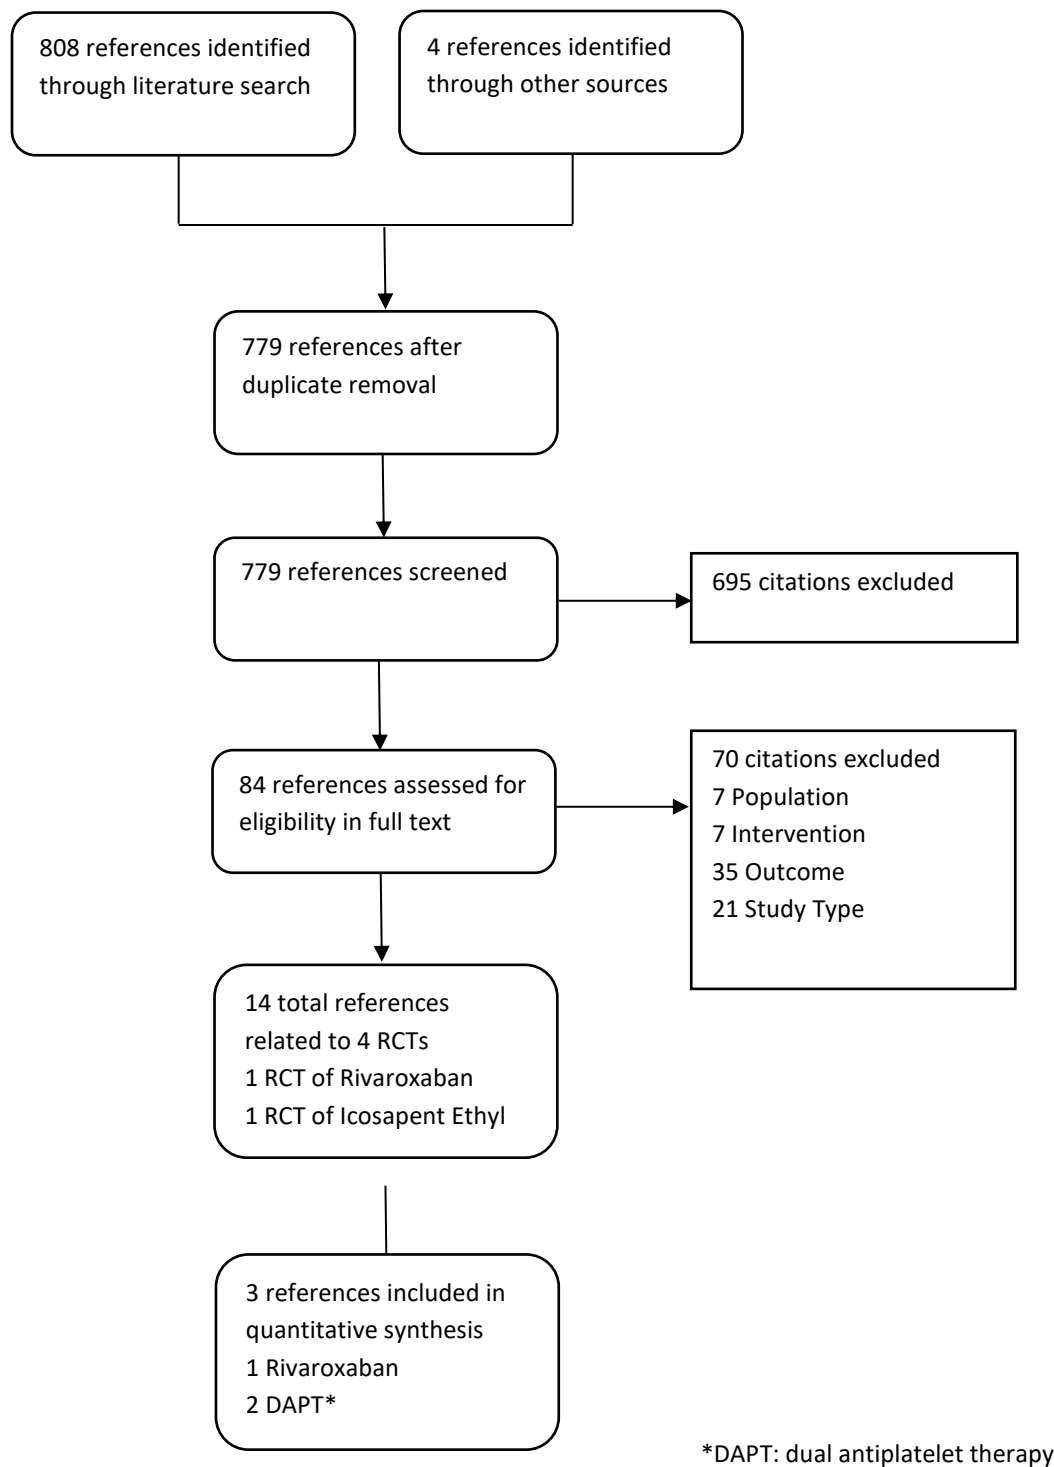 808 references identified
through literature search
4 references identified
through other sources
779 references after
duplicate removal
779 references screened
695 citations excluded
84 references assessed for
eligibility in full text
70 citations excluded
7 Population
7 Intervention
35 Outcome
21 Study Type
14 total references
related to 4 RCTs
1 RCT of Rivaroxaban
1 RCT of Icosapent Ethyl
3 references included in
quantitative synthesis
1 Rivaroxaban
2 DAPT*
*DAPT: dual antiplatelet therapy